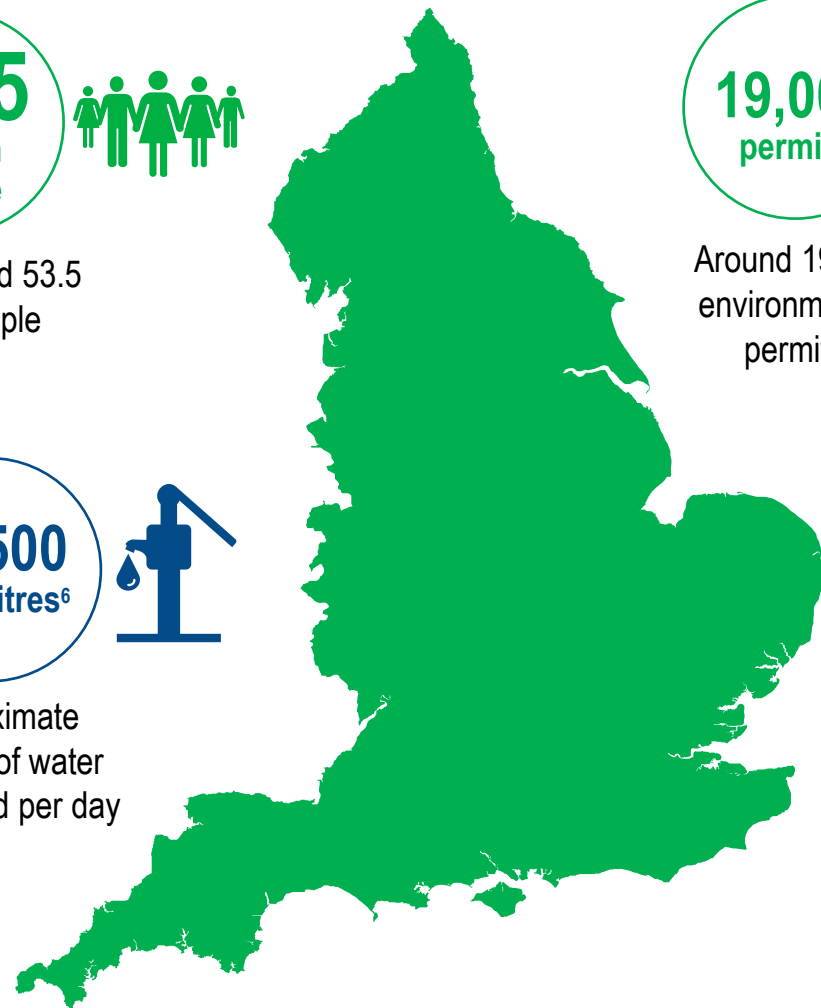 5
d 53.5
ple
19,00
permi
Around 19
environm
permi
500
itres⁶
ximate
of water
d per day